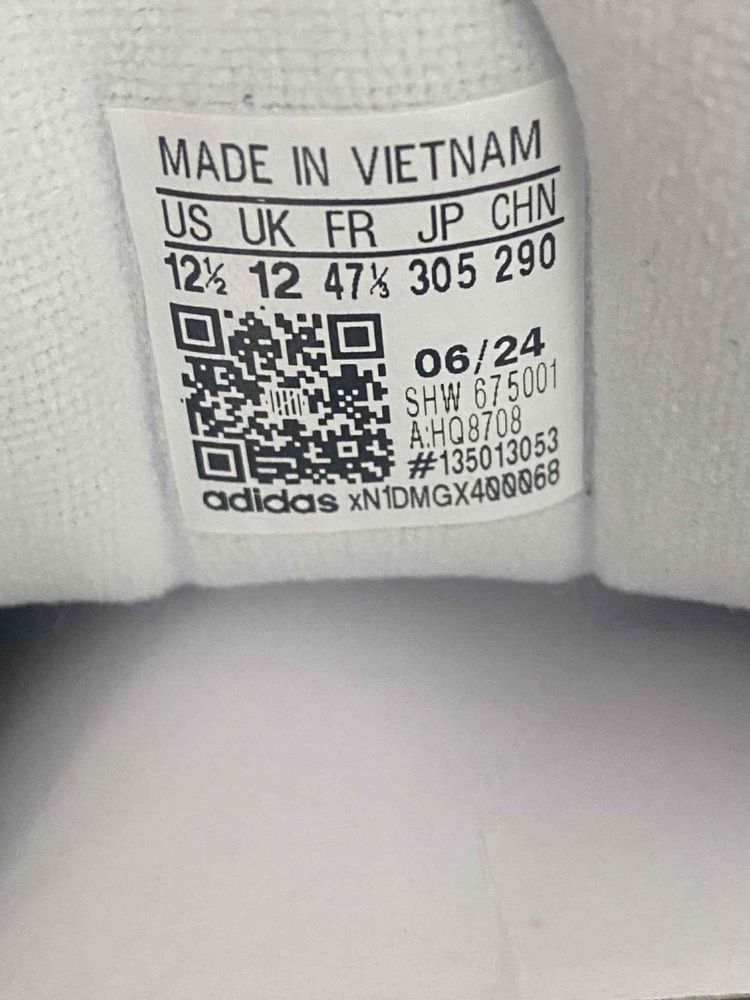 MADE IN VIETNAM
US UK FR JP CHN
12½ 12 47⅓ 305 290
06/24
SHW 675001
A:HQ8708
#135013053
adidas xN1DMGX400068